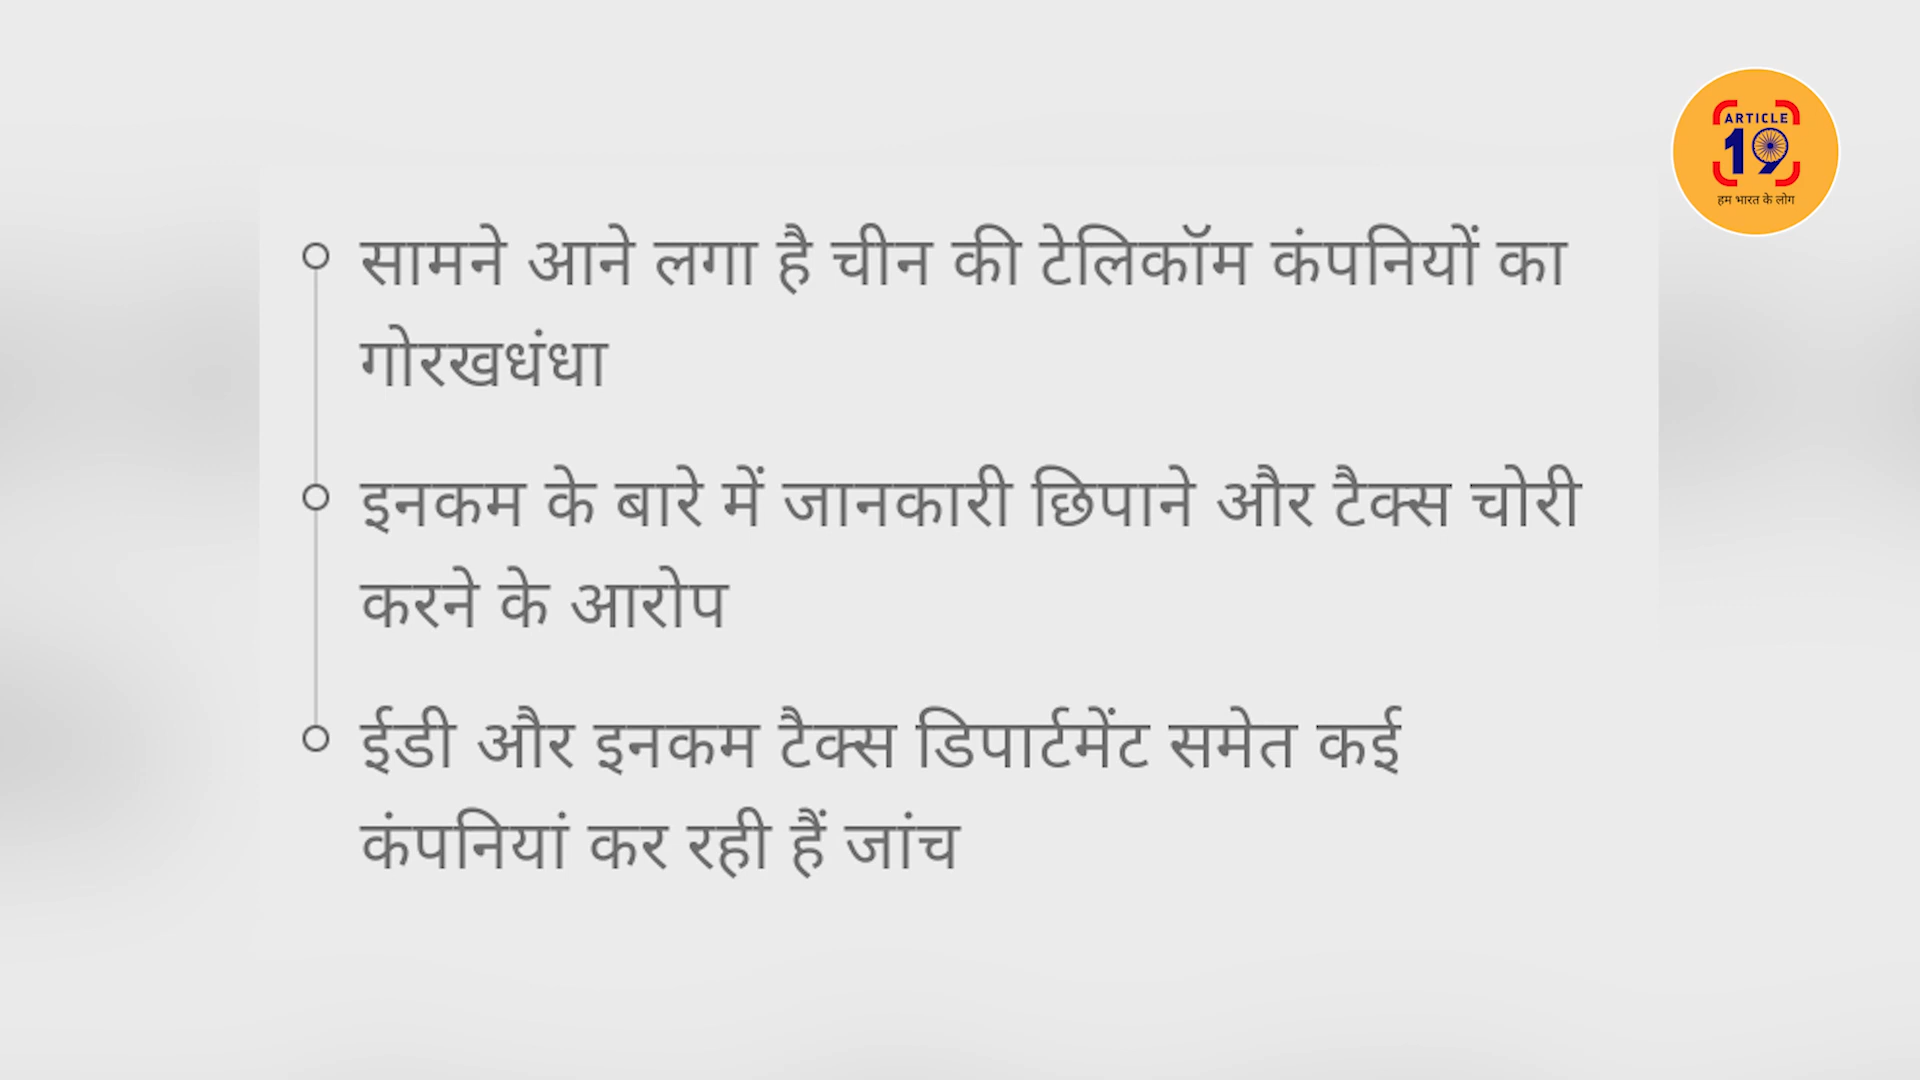 ARTICLE
19
हम भारत के लोग
सामने आने लगा है चीन की टेलिकॉम कंपनियों का
गोरखधंधा
इनकम के बारे में जानकारी छिपाने और टैक्स चोरी
करने के आरोप
ईडी और इनकम टैक्स डिपार्टमेंट समेत कई
कंपनियां कर रही हैं जांच